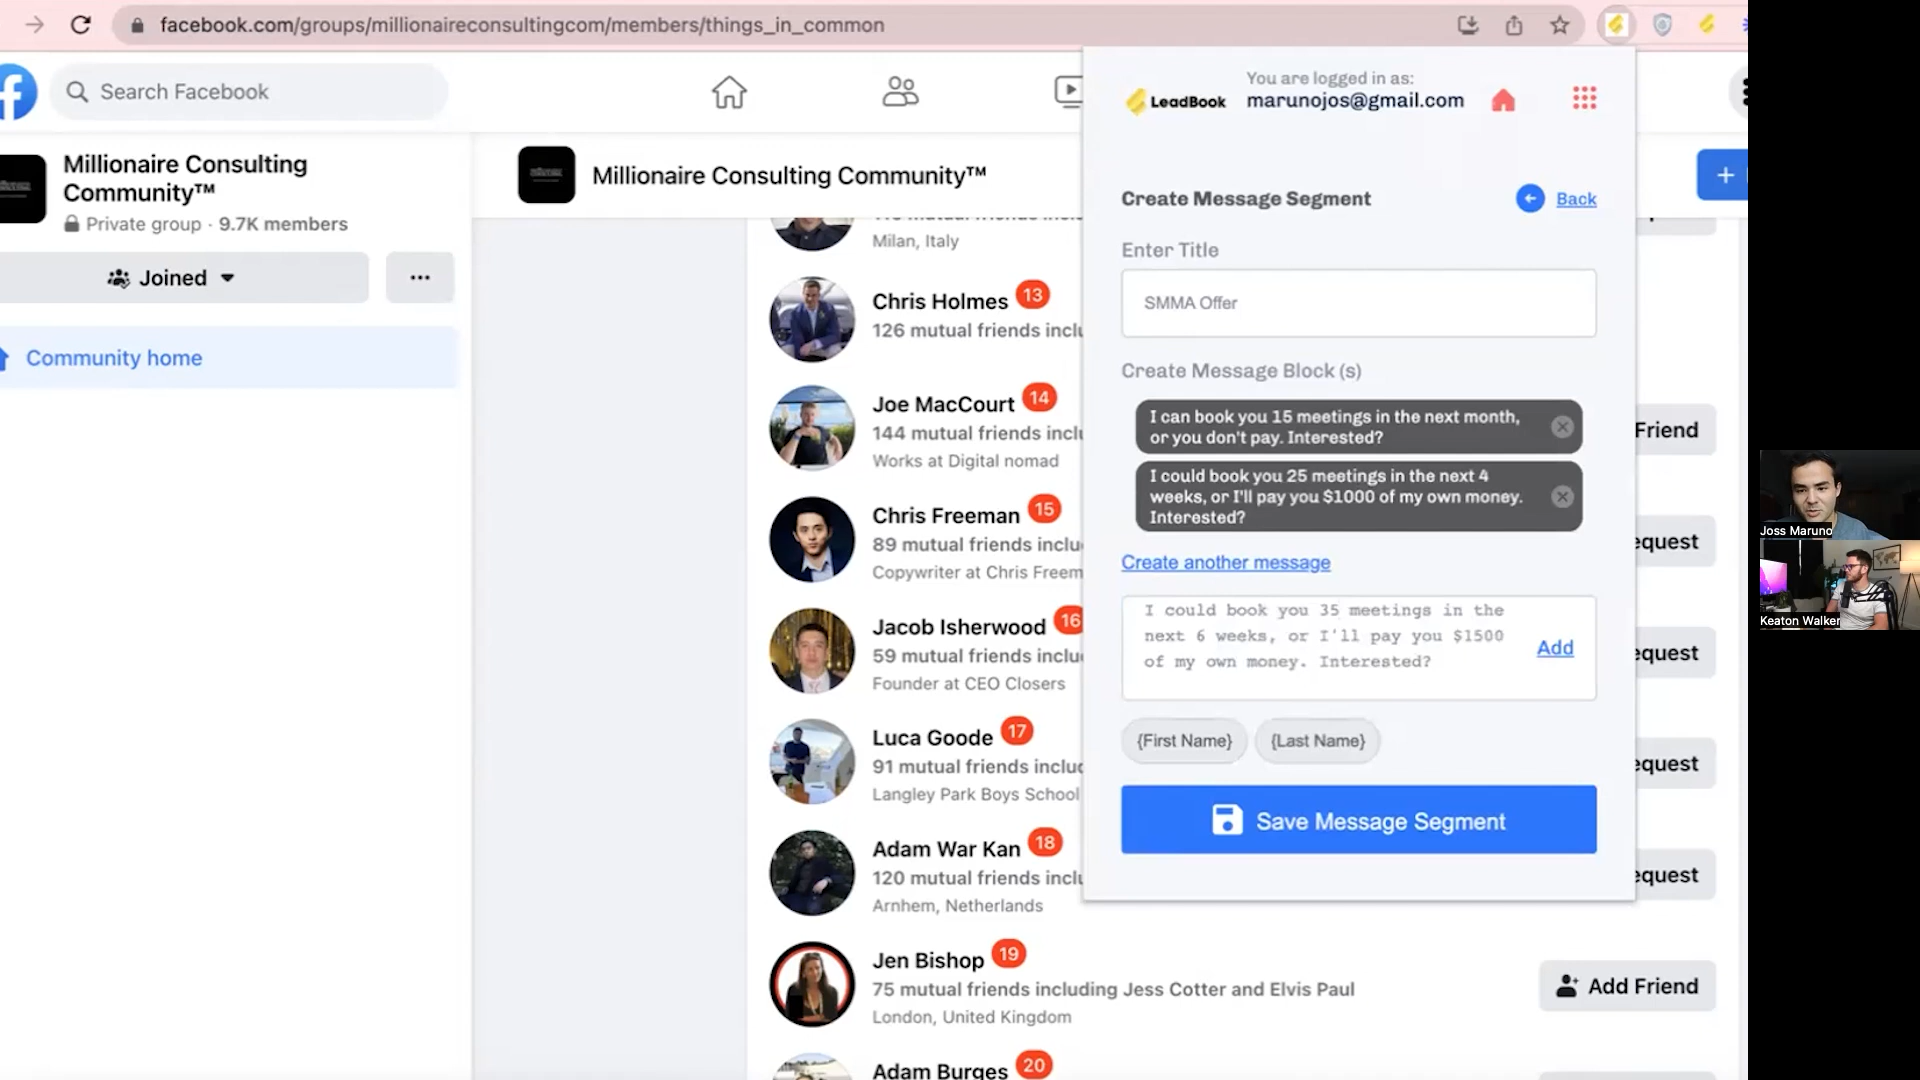 facebook.com/groups/millionaireconsultingcom/members/things_in_common
Search Facebook
LeadBook
You are logged in as:
marunojos@gmail.com
Millionaire Consulting
Community™
Private group · 9.7K members
Joined
Community home
Millionaire Consulting Community™
Milan, Italy
Chris Holmes 13
126 mutual friends inclu
Joe MacCourt 14
144 mutual friends inclu
Works at Digital nomad
Chris Freeman 15
89 mutual friends inclu
Copywriter at Chris Freem
Jacob Isherwood 16
59 mutual friends inclu
Founder at CEO Closers
Luca Goode 17
91 mutual friends includ
Langley Park Boys School
Adam War Kan 18
120 mutual friends inclu
Arnhem, Netherlands
Jen Bishop 19
75 mutual friends including Jess Cotter and Elvis Paul
London, United Kingdom
Adam Burges 20
Create Message Segment
Back
Enter Title
SMMA Offer
Create Message Block (s)
I can book you 15 meetings in the next month,
or you don't pay. Interested?
I could book you 25 meetings in the next 4
weeks, or I'll pay you $1000 of my own money.
Interested?
Create another message
I could book you 35 meetings in the
next 6 weeks, or I'll pay you $1500
of my own money. Interested?
Add
{First Name} {Last Name}
Save Message Segment
Friend
equest
equest
equest
equest
Add Friend
Joss Maruno
Keaton Walker